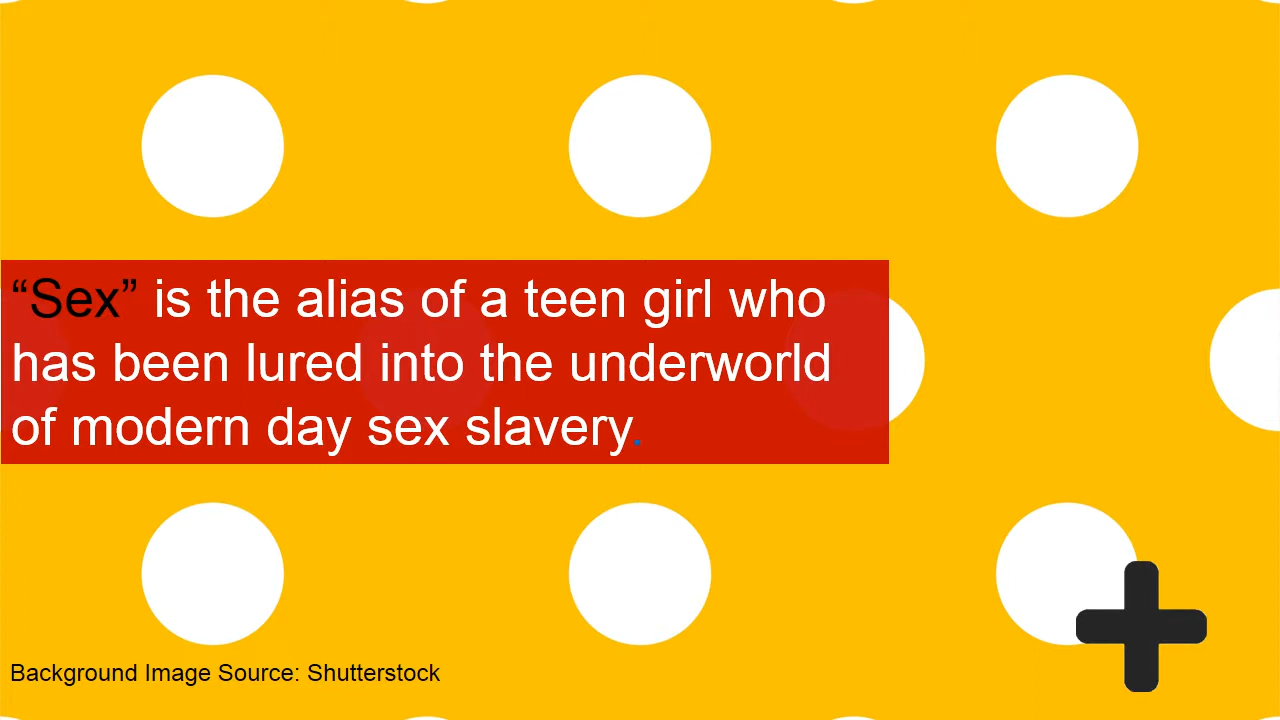 “Sex” is the alias of a teen girl who
has been lured into the underworld
of modern day sex slavery.
Background Image Source: Shutterstock